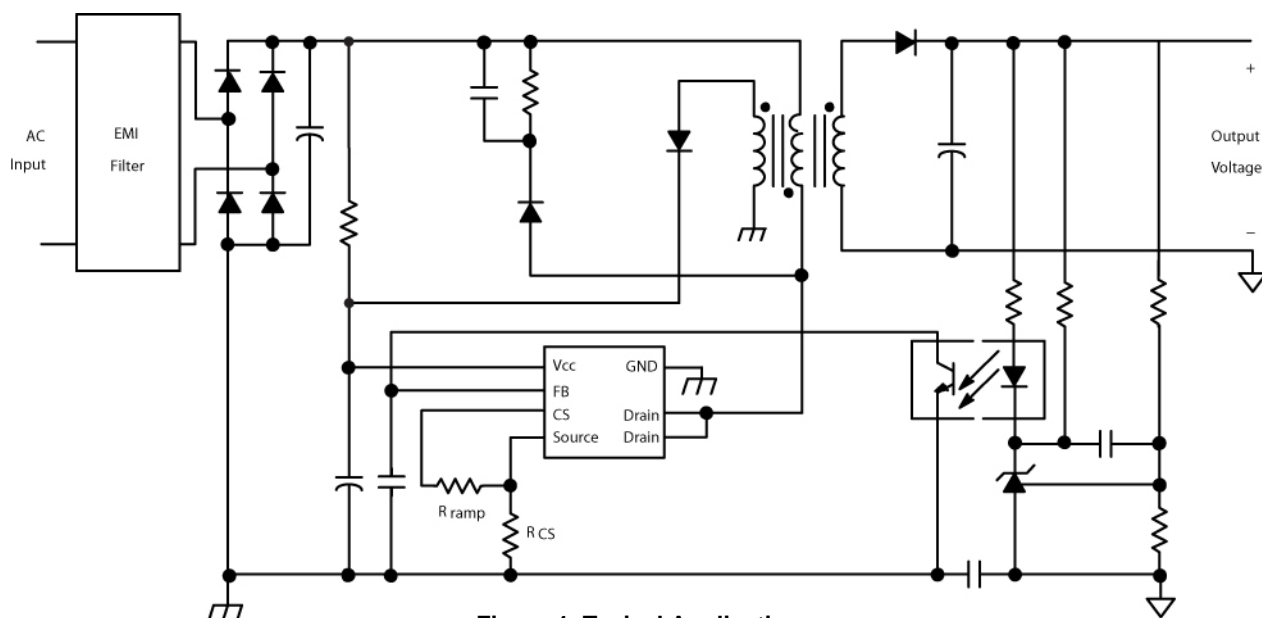 AC
Input
EMI
Filter
+
Output
Voltage
−
Vcc
FB
CS
Source
GND
Drain
Drain
R ramp
R CS